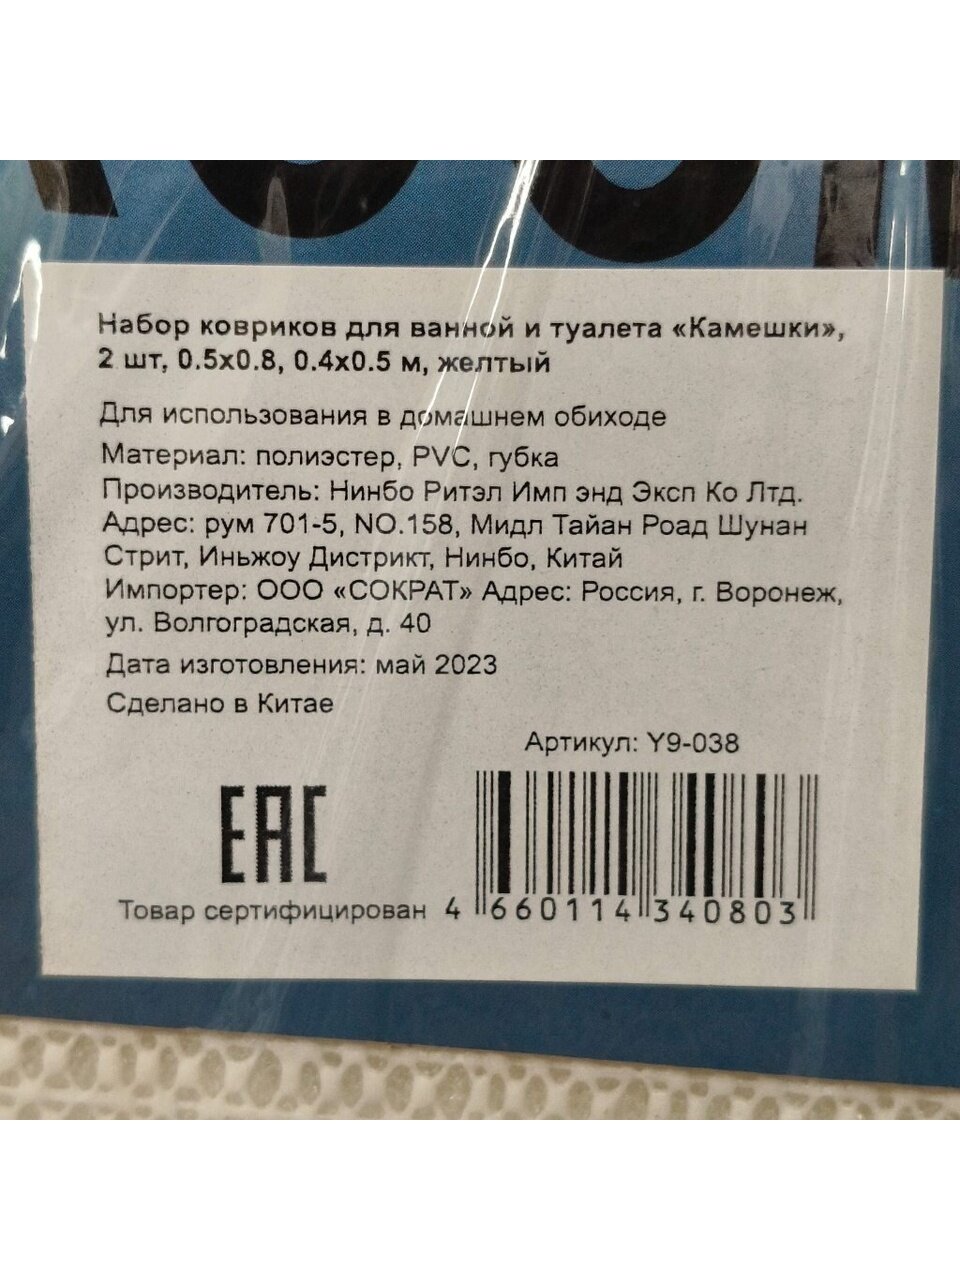 Набор ковриков для ванной и туалета «Камешки»,
2 шт, 0.5х0.8, 0.4х0.5 м, желтый
Для использования в домашнем обиходе
Материал: полиэстер, PVC, губка
Производитель: Нинбо Ритэл Имп энд Эксп Ко Лтд.
Адрес: рум 701-5, NO.158, Мидл Тайан Роад Шунан
Стрит, Иньжоу Дистрикт, Нинбо, Китай
Импортер: ООО «СОКРАТ» Адрес: Россия, г. Воронеж,
ул. Волгоградская, д. 40
Дата изготовления: май 2023
Сделано в Китае
Артикул: Y9-038
EAC
Товар сертифицирован
4 660114 340803